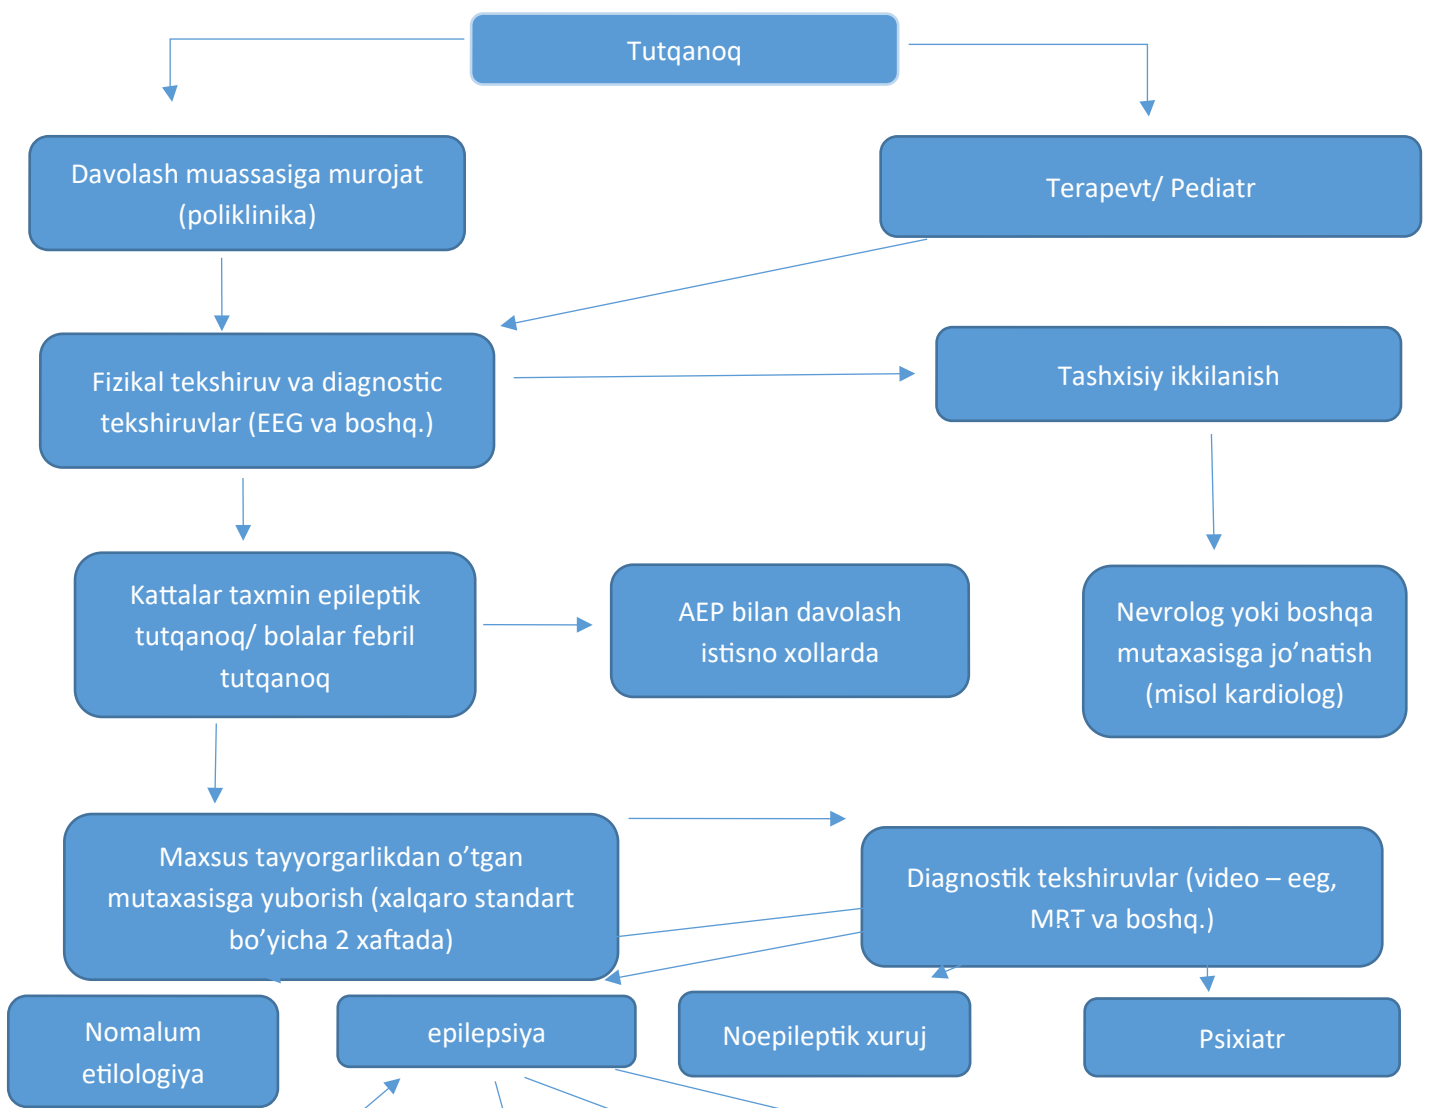 Tutqanoq
Davolash muassasiga murojat
(poliklinika)
Terapevt/ Pediatr
Fizikal tekshiruv va diagnostic
tekshiruvlar (EEG va boshq.)
Tashxisiy ikkilanish
Kattalar taxmin epileptik
tutqanoq/ bolalar febril
tutqanoq
AEP bilan davolash
istisno xollarda
Nevrolog yoki boshqa
mutaxasisga jo’natish
(misol kardiolog)
Maxsus tayyorgarlikdan o’tgan
mutaxasisga yuborish (xalqaro standart
bo’yicha 2 xaftada)
Diagnostik tekshiruvlar (video – eeg,
MRT va boshq.)
Nomalum
etilologiya
epilepsiya
Noepileptik xuruj
Psixiatr